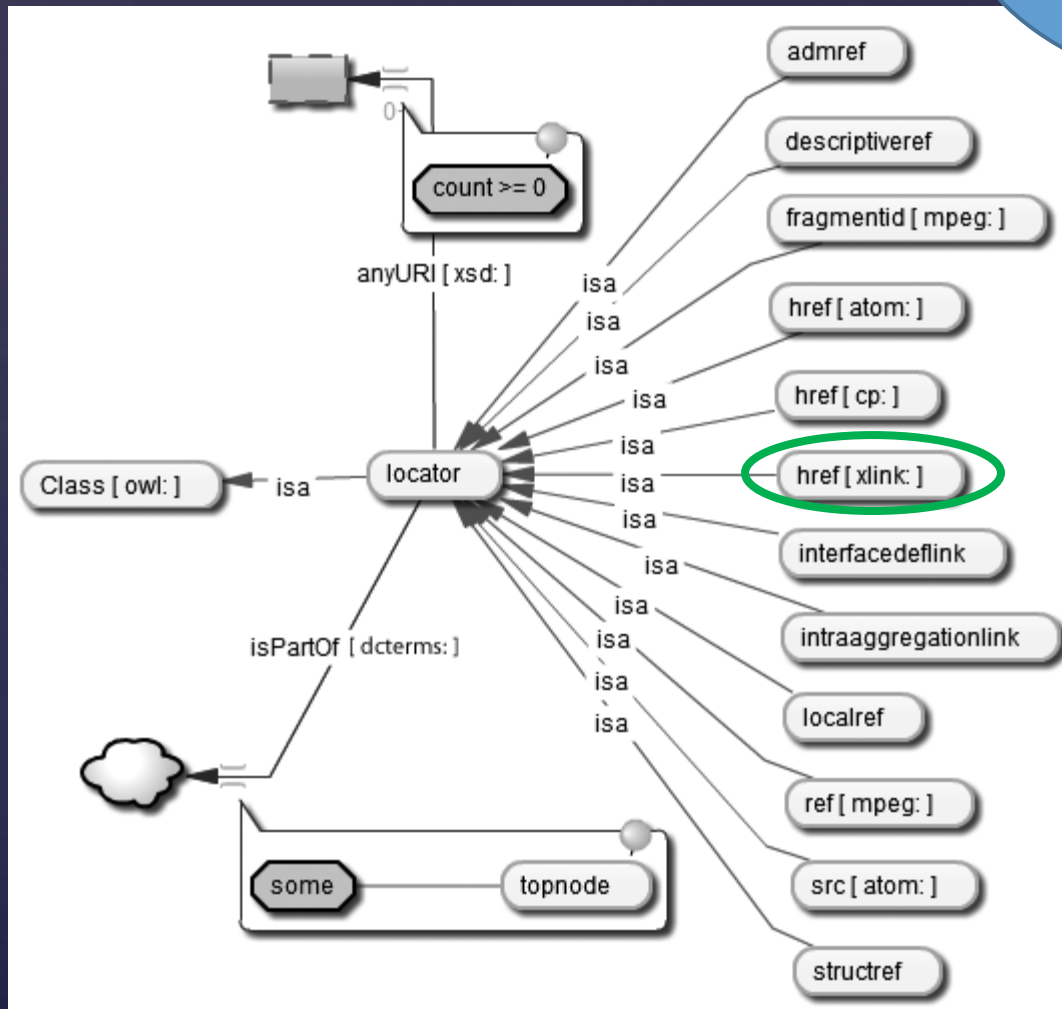 admref
descriptiveref
0
count >= 0
fragmentid [ mpeg: ]
anyURI [ xsd: ]
isa
href [ atom: ]
isa
isa
isa
href [ cp: ]
isa
locator
href [ xlink: ]
Class [ owl: ]
isa
isa
isa
interfacedeflink
isa
isa
intraaggregationlink
isPartOf [ dcterms: ]
isa
isa
localref
isa
ref [ mpeg: ]
some
topnode
src [ atom: ]
structref